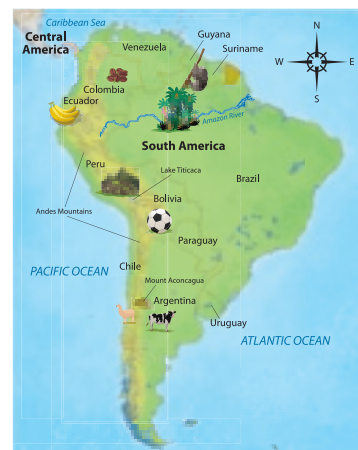 Caribbean Sea
Central
America
Venezuela
Guyana
Suriname
N
W
E
S
Colombia
Ecuador
Amazon River
South America
Peru
Lake Titicaca
Brazil
Bolivia
Andes Mountains
Paraguay
PACIFIC OCEAN
Chile
Mount Aconcagua
Argentina
Uruguay
ATLANTIC OCEAN